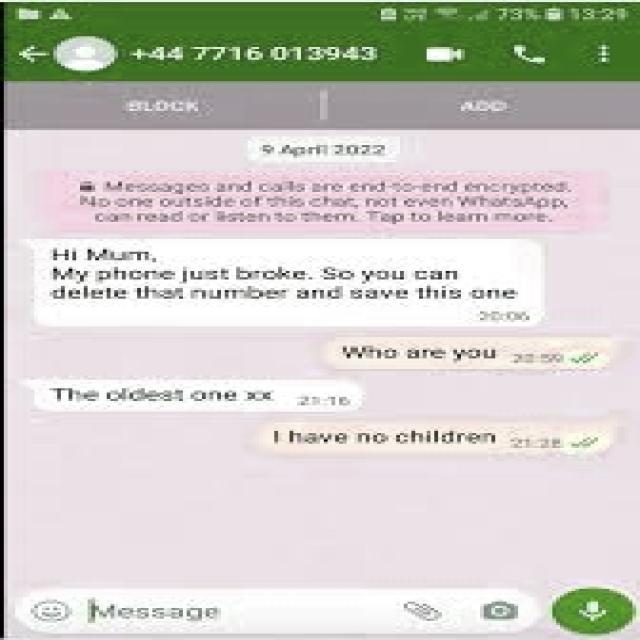 73% 13:29
+44 7716 013943
BLOCK
ADD
9 April 2022
Messages and calls are end-to-end encrypted.
No one outside of this chat, not even WhatsApp,
can read or listen to them. Tap to learn more.
Hi Mum,
My phone just broke. So you can
delete that number and save this one
20:06
Who are you
20:59
The oldest one xx
21:16
I have no children
21:28
Message